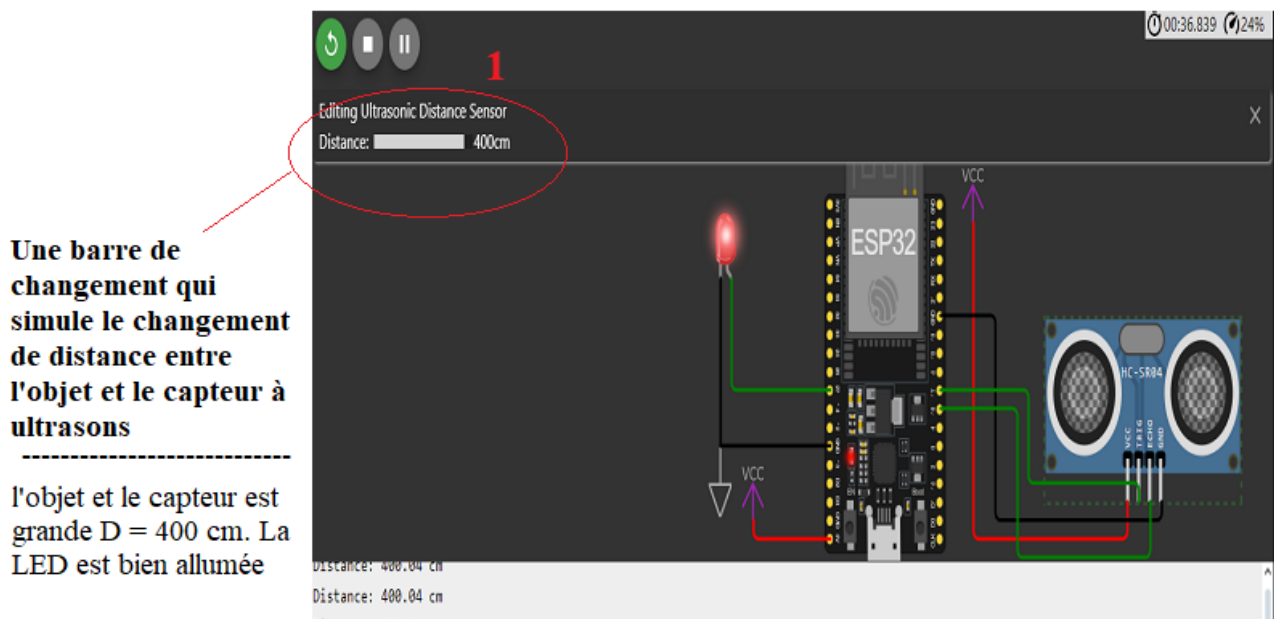 00:36.839 24%
1
Editing Ultrasonic Distance Sensor
Distance: 400cm
X
Une barre de
changement qui
simule le changement
de distance entre
l'objet et le capteur à
ultrasons
---------------------------
l'objet et le capteur est
grande D = 400 cm. La
LED est bien allumée
VCC
ESP32
HC-SR04
VCC
TRIG
ECHO
GND
VCC
EN
Boot
Distance: 400.04 cm
Distance: 400.04 cm